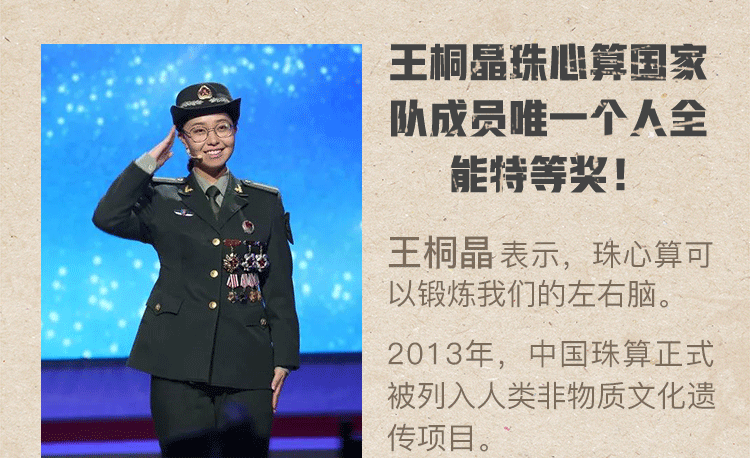 王桐晶珠心算国家
队成员唯一个人全
能特等奖！
王桐晶表示，珠心算可
以锻炼我们的左右脑。
2013年，中国珠算正式
被列入人类非物质文化遗
传项目。